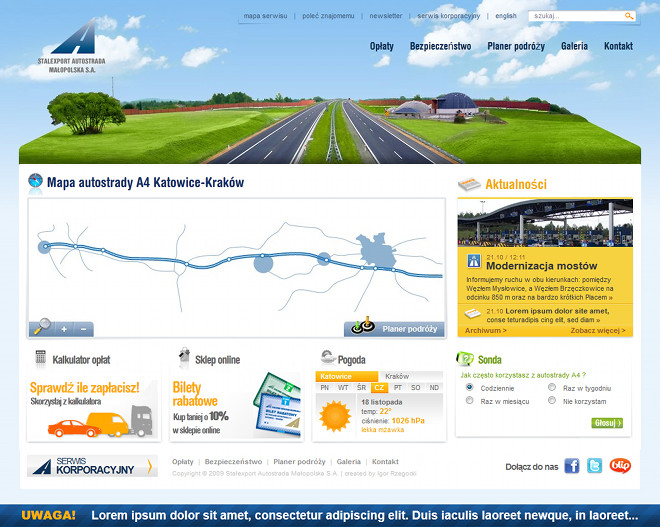 mapa serwisu | poleć znajomemu | newsletter | serwis korporacyjny | english szukaj...
STALEXPORT AUTOSTRADA
MAŁOPOLSKA S.A.
Opłaty Bezpieczeństwo Planer podróży Galeria Kontakt
Mapa autostrady A4 Katowice-Kraków
Planer podróży
Aktualności
21.10 / 12:11
Modernizacja mostów
Informujemy ruchu w obu kierunkach: pomiędzy
Węzłem Mysłowice, a Węzłem Brzęczkowice na
odcinku 850 m oraz na bardzo krótkich Placem »
21.10 Lorem ipsum dolor site amet,
conse teturadipis cing elit, sed diam »
Archiwum > Zobacz więcej >
Kalkulator opłat
Sprawdź ile zapłacisz!
Skorzystaj z kalkulatora
Sklep online
Bilety
rabatowe
Kup taniej o 10%
w sklepie online
Pogoda
Katowice Kraków
PN WT ŚR CZ PT SO ND
18 listopada
temp: 22°
ciśnienie: 1026 hPa
lekka mżawka
Sonda
Jak często korzystasz z autostrady A4 ?
Codziennie Raz w tygodniu
Raz w miesiącu Nie korzystam
Głosuj >
SERWIS
KORPORACYJNY
Opłaty | Bezpieczeństwo | Planer podróży | Galeria | Kontakt
Copyright © 2009 Stalexport Autostrada Małopolska S.A. | created by Igor Rzegocki
Dołącz do nas
blip
UWAGA! Lorem ipsum dolor sit amet, consectetur adipiscing elit. Duis iaculis laoreet newque, in laoreet...